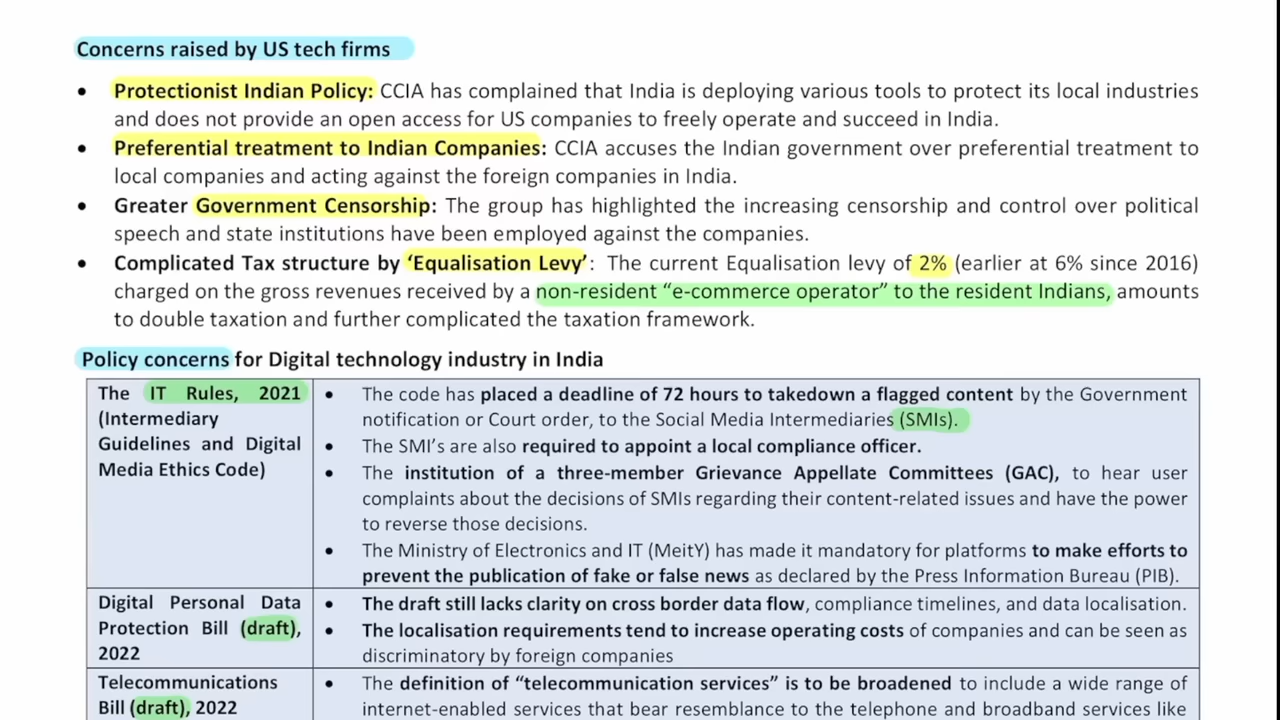 Concerns raised by US tech firms
• Protectionist Indian Policy: CCIA has complained that India is deploying various tools to protect its local industries
and does not provide an open access for US companies to freely operate and succeed in India.
• Preferential treatment to Indian Companies: CCIA accuses the Indian government over preferential treatment to
local companies and acting against the foreign companies in India.
• Greater Government Censorship: The group has highlighted the increasing censorship and control over political
speech and state institutions have been employed against the companies.
• Complicated Tax structure by ‘Equalisation Levy’: The current Equalisation levy of 2% (earlier at 6% since 2016)
charged on the gross revenues received by a non-resident “e-commerce operator” to the resident Indians, amounts
to double taxation and further complicated the taxation framework.
Policy concerns for Digital technology industry in India
The IT Rules, 2021
(Intermediary
Guidelines and Digital
Media Ethics Code)
• The code has placed a deadline of 72 hours to takedown a flagged content by the Government
notification or Court order, to the Social Media Intermediaries (SMIs).
• The SMI’s are also required to appoint a local compliance officer.
• The institution of a three-member Grievance Appellate Committees (GAC), to hear user
complaints about the decisions of SMIs regarding their content-related issues and have the power
to reverse those decisions.
• The Ministry of Electronics and IT (MeitY) has made it mandatory for platforms to make efforts to
prevent the publication of fake or false news as declared by the Press Information Bureau (PIB).
Digital Personal Data
Protection Bill (draft),
2022
• The draft still lacks clarity on cross border data flow, compliance timelines, and data localisation.
• The localisation requirements tend to increase operating costs of companies and can be seen as
discriminatory by foreign companies
Telecommunications
Bill (draft), 2022
• The definition of “telecommunication services” is to be broadened to include a wide range of
internet-enabled services that bear resemblance to the telephone and broadband services like